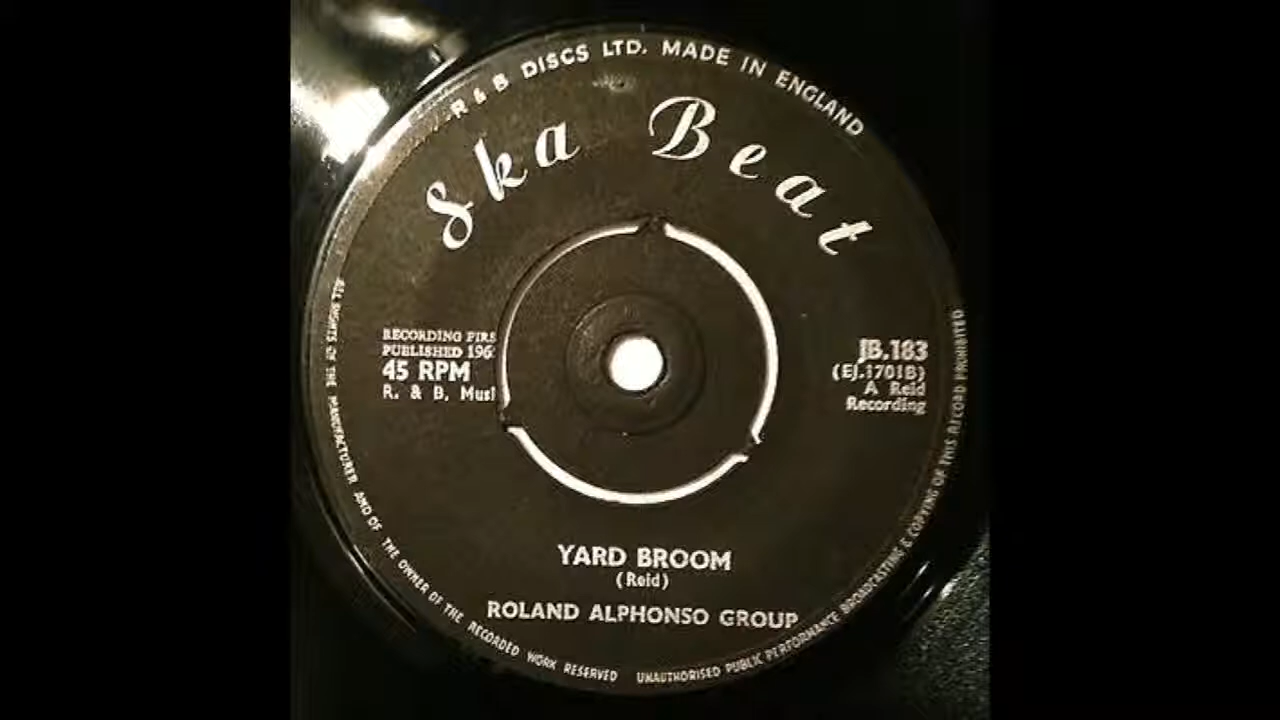 R & B DISCS LTD. MADE IN ENGLAND
Ska Beat
RECORDING FIRS
PUBLISHED 196
45 RPM
R. & B. Musi
JB.183
(EJ.1701B)
A Reid
Recording
YARD BROOM
(Reid)
ROLAND ALPHONSO GROUP
ALL RIGHTS OF THE MANUFACTURER AND OF THE OWNER OF THE RECORDED WORK RESERVED
UNAUTHORISED PUBLIC PERFORMANCE BROADCASTING & COPYING OF THIS RECORD PROHIBITED